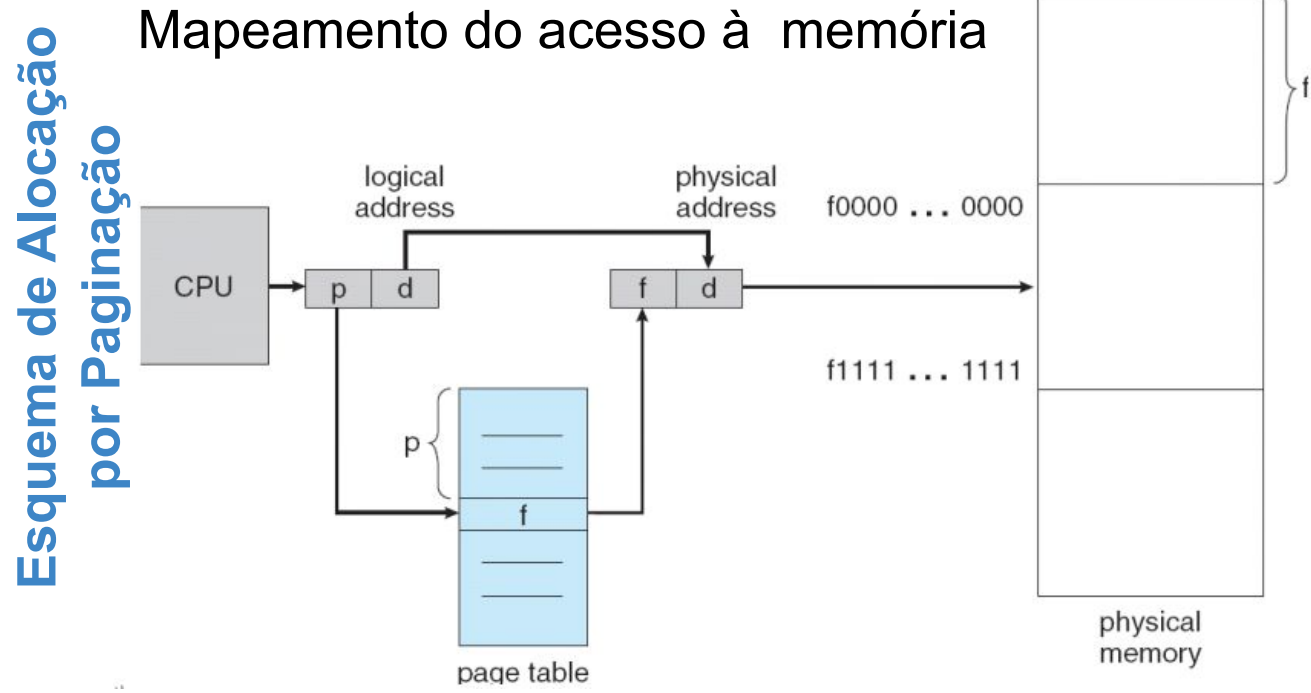 Esquema de Alocação
por Paginação
Mapeamento do acesso à memória
f
logical
address
physical
address
f0000 ... 0000
CPU
p
d
f
d
f1111 ... 1111
p
f
page table
physical
memory